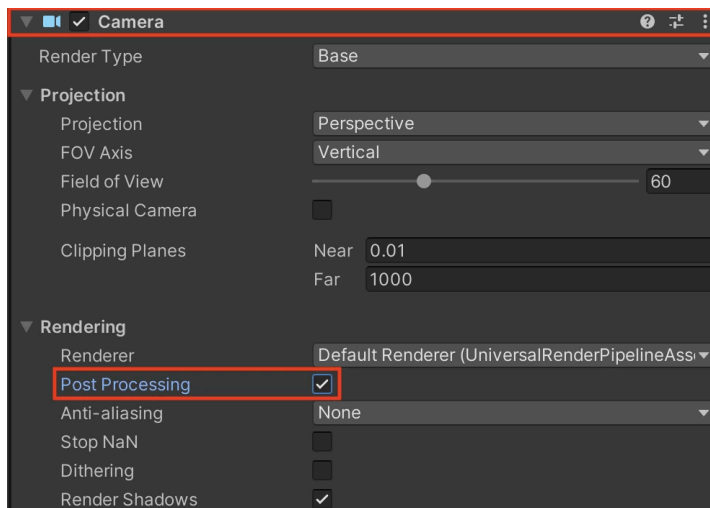 Camera
Render Type Base
Projection
Projection Perspective
FOV Axis Vertical
Field of View 60
Physical Camera
Clipping Planes Near 0.01
Far 1000
Rendering
Renderer Default Renderer (UniversalRenderPipelineAss
Post Processing
Anti-aliasing None
Stop NaN
Dithering
Render Shadows